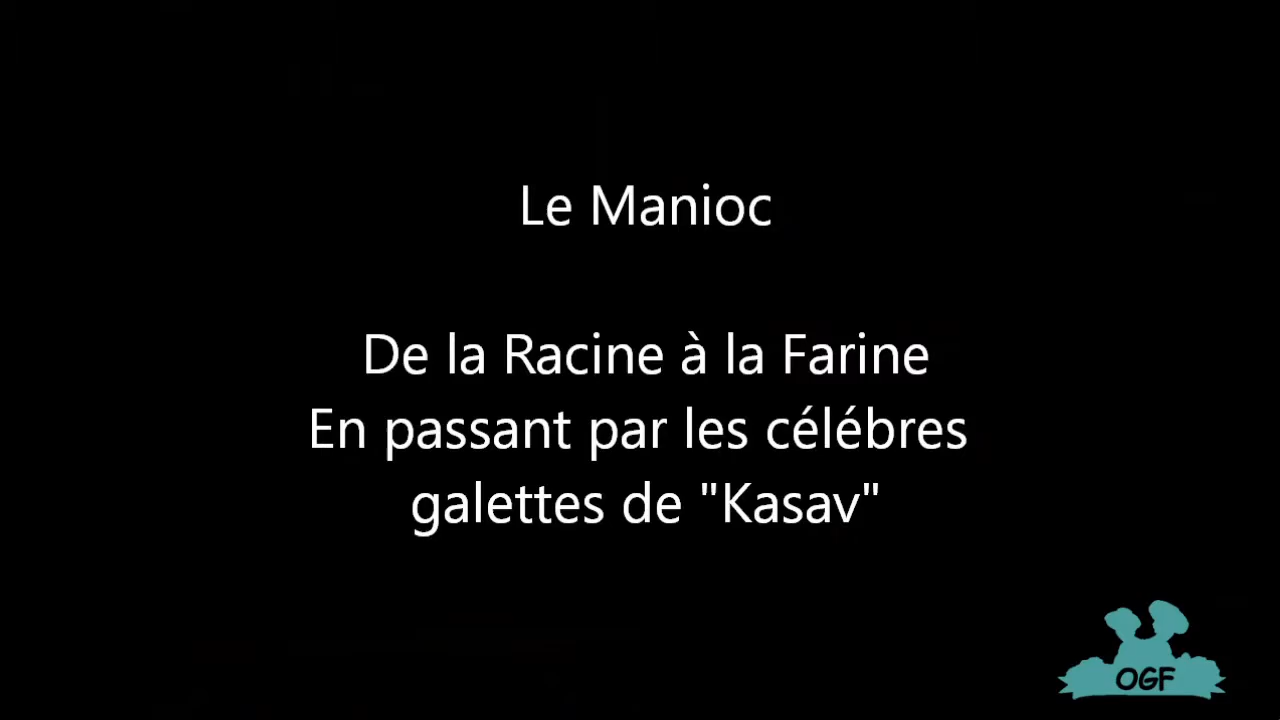 Le Manioc
De la Racine à la Farine
En passant par les célébres
galettes de "Kasav"
OGF